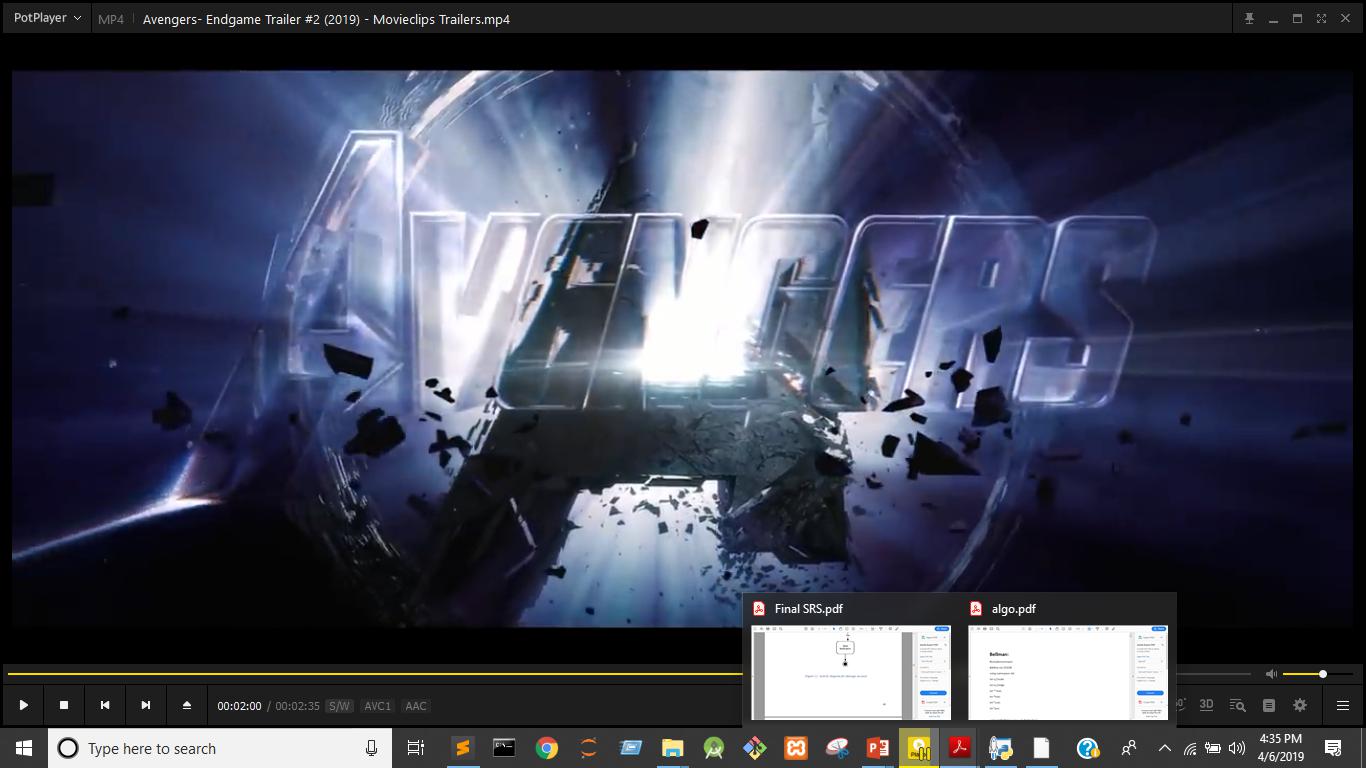 PotPlayer
MP4
Avengers- Endgame Trailer #2 (2019) - Movieclips Trailers.mp4
AVENGERS
Final SRS.pdf
algo.pdf
Bellman:
00:02:00 / 00:02:35 S/W AVC1 AAC
3D
Type here to search
4:35 PM
4/6/2019